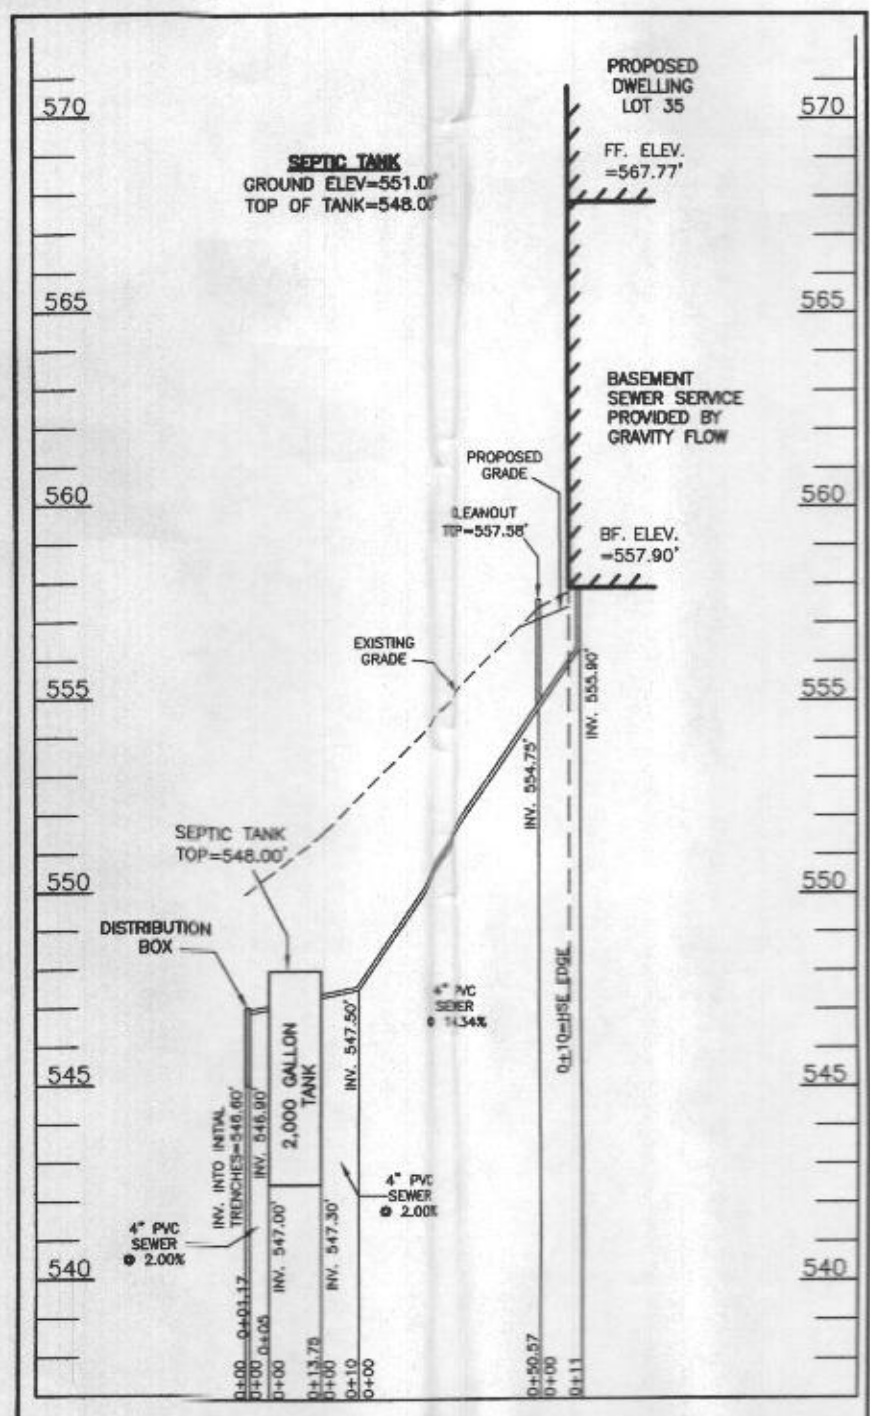 570
565
560
555
550
545
540
SEPTIC TANK
GROUND ELEV=551.0'
TOP OF TANK=548.0'
PROPOSED
DWELLING
LOT 35
FF. ELEV.
=567.77'
570
565
560
555
550
545
540
BASEMENT
SEWER SERVICE
PROVIDED BY
GRAVITY FLOW
PROPOSED
GRADE
CLEANOUT
TOP=557.58'
BF. ELEV.
=557.90'
EXISTING
GRADE
INV. 555.90'
INV. 554.75'
SEPTIC TANK
TOP=548.00'
DISTRIBUTION
BOX
2,000 GALLON
TANK
INV. 547.50'
4" PVC
SEWER
@ 14.34%
0+10=HSE EDGE
INV. INTO INITIAL
TRENCHES=546.60'
INV. 546.90'
INV. 547.00'
INV. 547.30'
4" PVC
SEWER
@ 2.00%
4" PVC
SEWER
@ 2.00%
0+00
0+01.17
0+00
0+05
0+00
0+13.75
0+00
0+10
0+00
0+50.57
0+00
0+11